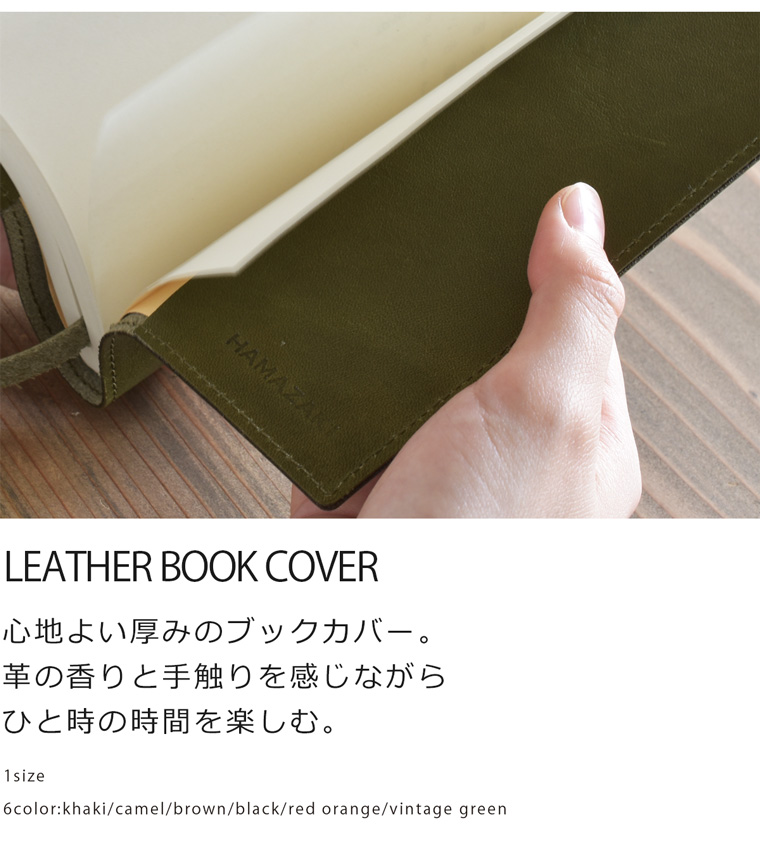 HAMAZAKI
LEATHER BOOK COVER
心地よい厚みのブックカバー。
革の香りと手触りを感じながら
ひと時の時間を楽しむ。
1size
6color:khaki/camel/brown/black/red orange/vintage green